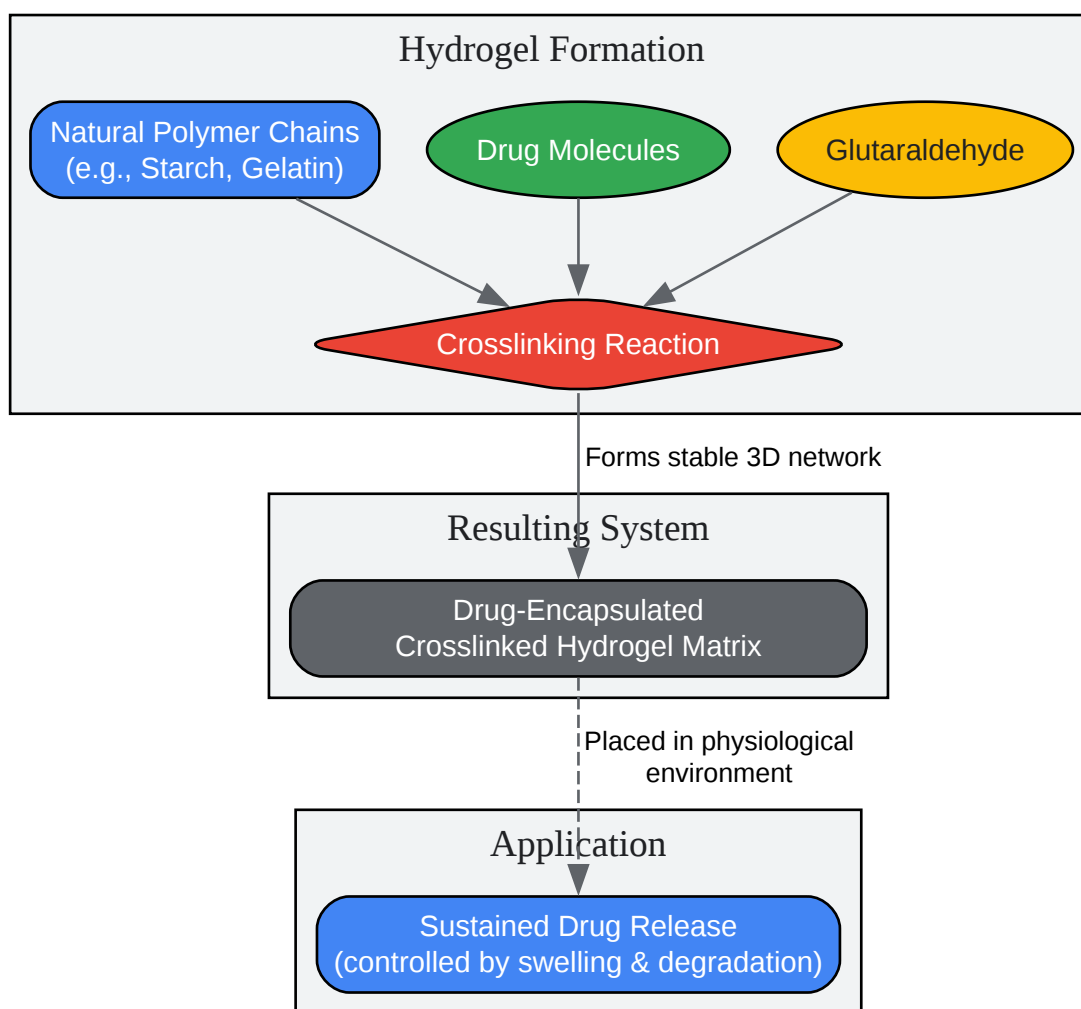 Hydrogel Formation
Natural Polymer Chains
(e.g., Starch, Gelatin)
Drug Molecules
Glutaraldehyde
Crosslinking Reaction
Forms stable 3D network
Resulting System
Drug-Encapsulated
Crosslinked Hydrogel Matrix
Placed in physiological
environment
Application
Sustained Drug Release
(controlled by swelling & degradation)